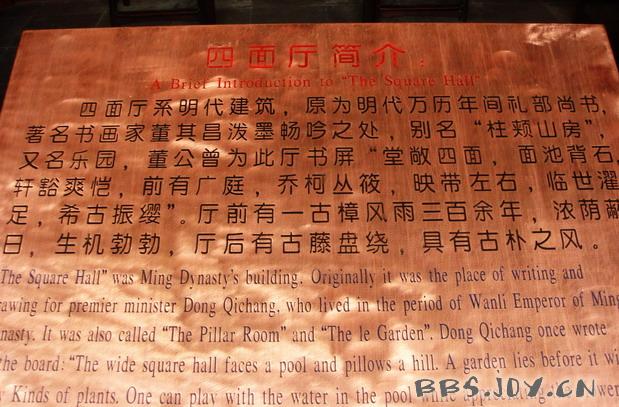 四面厅简介：
A Brief Introduction to "The Square Hall"
四面厅系明代建筑，原为明代万历年间礼部尚书，
著名书画家董其昌泼墨畅吟之处，别名“柱颊山房”，
又名乐园，董公曾为此厅书屏“堂敞四面，面池背石，
轩豁爽恺，前有广庭，乔柯丛筱，映带左右，临世濯
足，希古振缨”。厅前有一古樟风雨三百余年，浓荫蔽
日，生机勃勃，厅后有古藤盘绕，具有古朴之风。
"The Square Hall" was Ming Dynasty's building. Originally it was the place of writing and
awing for premier minister Dong Qichang, who lived in the period of Wanli Emperor of Ming
nasty. It was also called "The Pillar Room" and "The le Garden". Dong Qichang once wrote
the board: "The wide square hall faces a pool and pillows a hill. A garden lies before it wi
Kinds of plants. One can play with the water in the pool while
BBS.JOY.CN